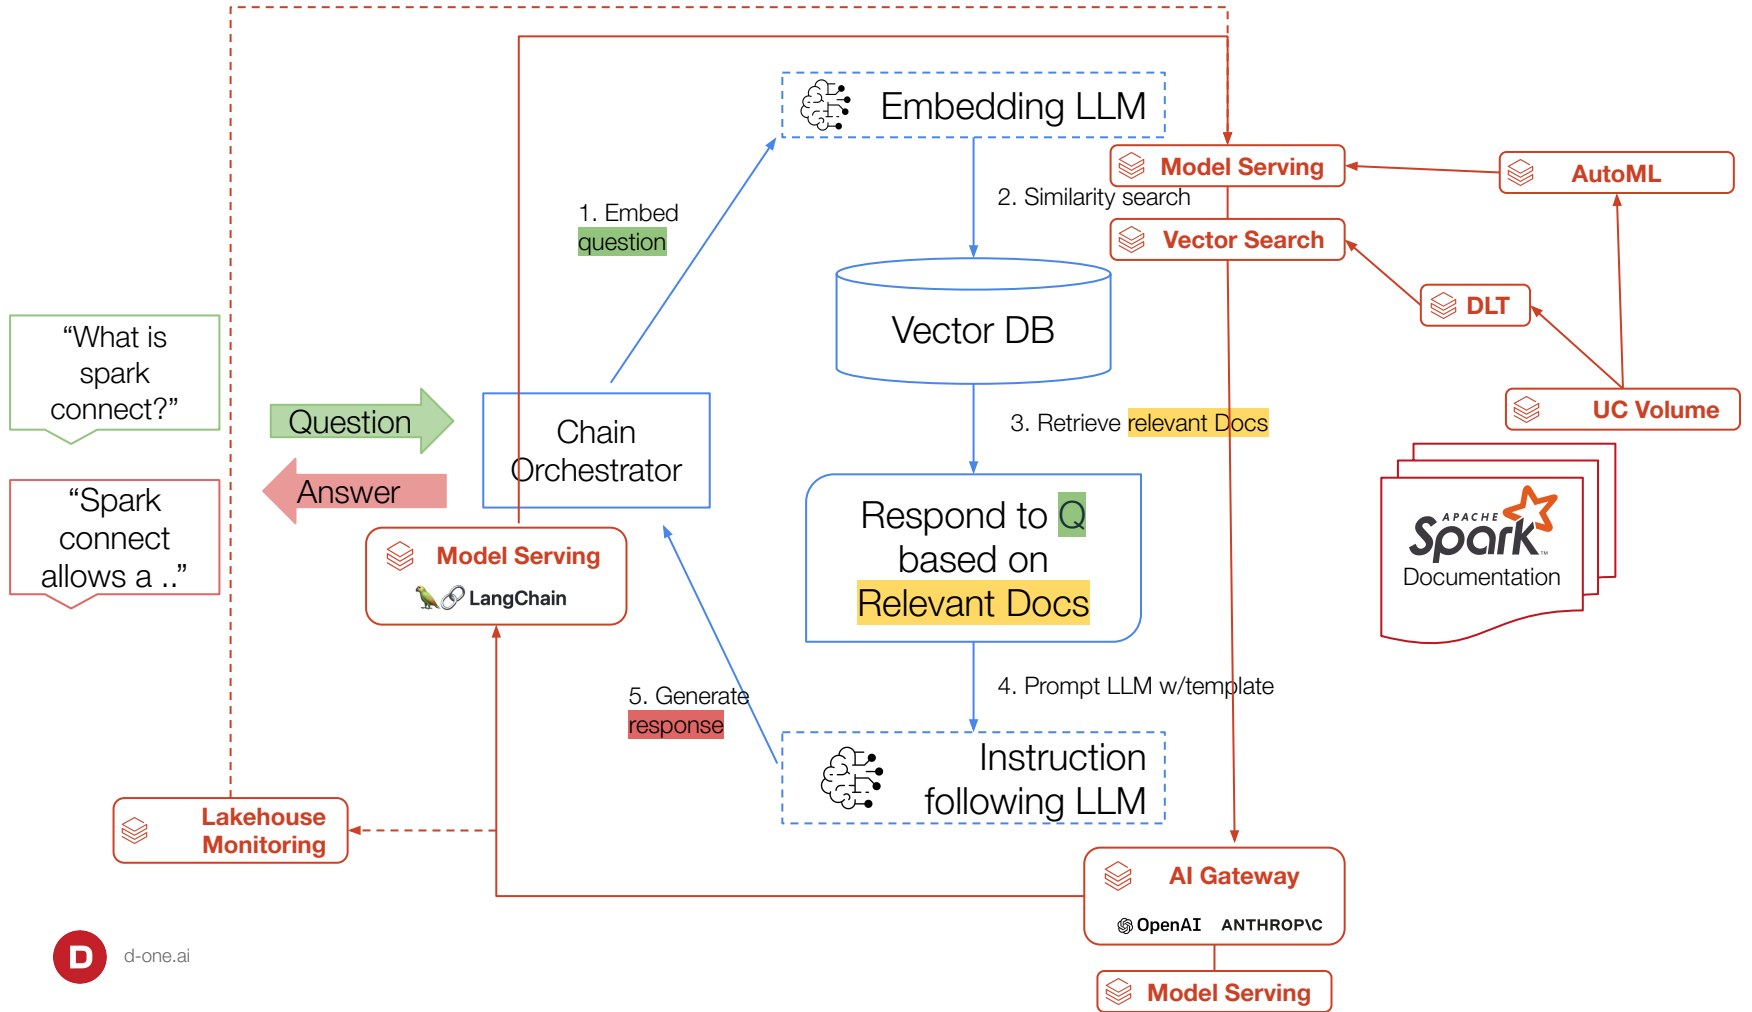 Embedding LLM
Model Serving
AutoML
2. Similarity search
1. Embed
question
Vector Search
DLT
“What is
spark
connect?”
Vector DB
UC Volume
Question
Chain
Orchestrator
3. Retrieve relevant Docs
Answer
“Spark
connect
allows a ..”
Respond to Q
based on
Relevant Docs
APACHE
Spark™
Documentation
Model Serving
LangChain
4. Prompt LLM w/template
5. Generate
response
Instruction
following LLM
Lakehouse
Monitoring
AI Gateway
OpenAI ANTHROP\C
D d-one.ai
Model Serving